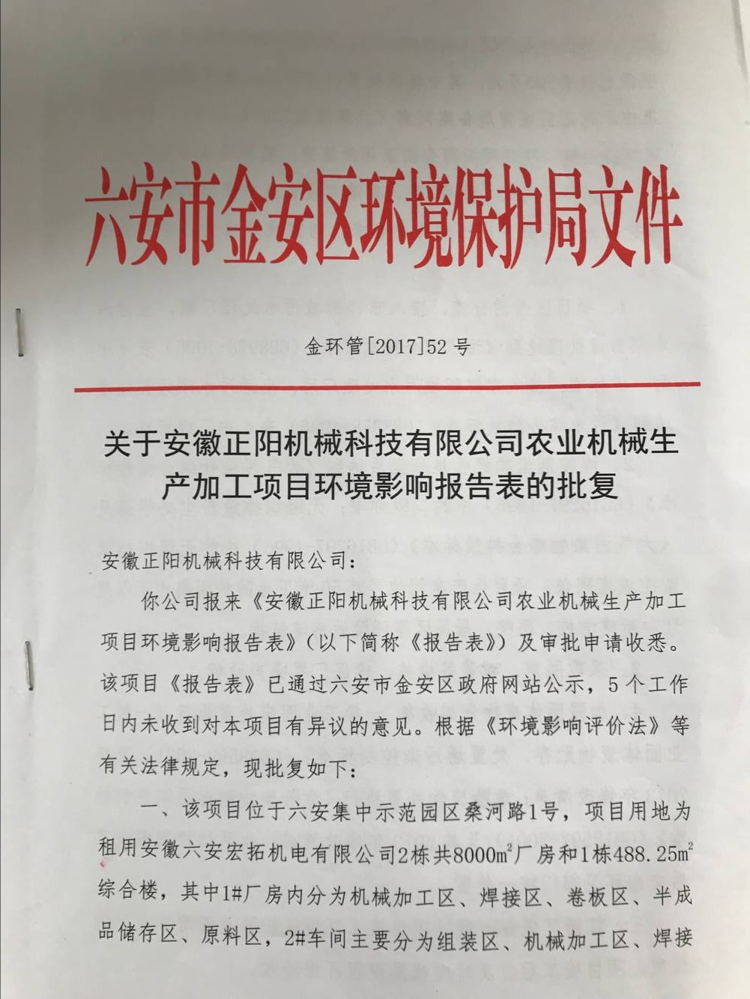 六安市金安区环境保护局文件
金环管[2017]52号
关于安徽正阳机械科技有限公司农业机械生
产加工项目环境影响报告表的批复
安徽正阳机械科技有限公司：
你公司报来《安徽正阳机械科技有限公司农业机械生产加工
项目环境影响报告表》（以下简称《报告表》）及审批申请收悉。
该项目《报告表》已通过六安市金安区政府网站公示，5个工作
日内未收到对本项目有异议的意见。根据《环境影响评价法》等
有关法律规定，现批复如下：
一、该项目位于六安集中示范园区桑河路1号，项目用地为
租用安徽六安宏拓机电有限公司2栋共8000m²厂房和1栋488.25m²
综合楼，其中1#厂房内分为机械加工区、焊接区、卷板区、半成
品储存区、原料区，2#车间主要分为组装区、机械加工区、焊接